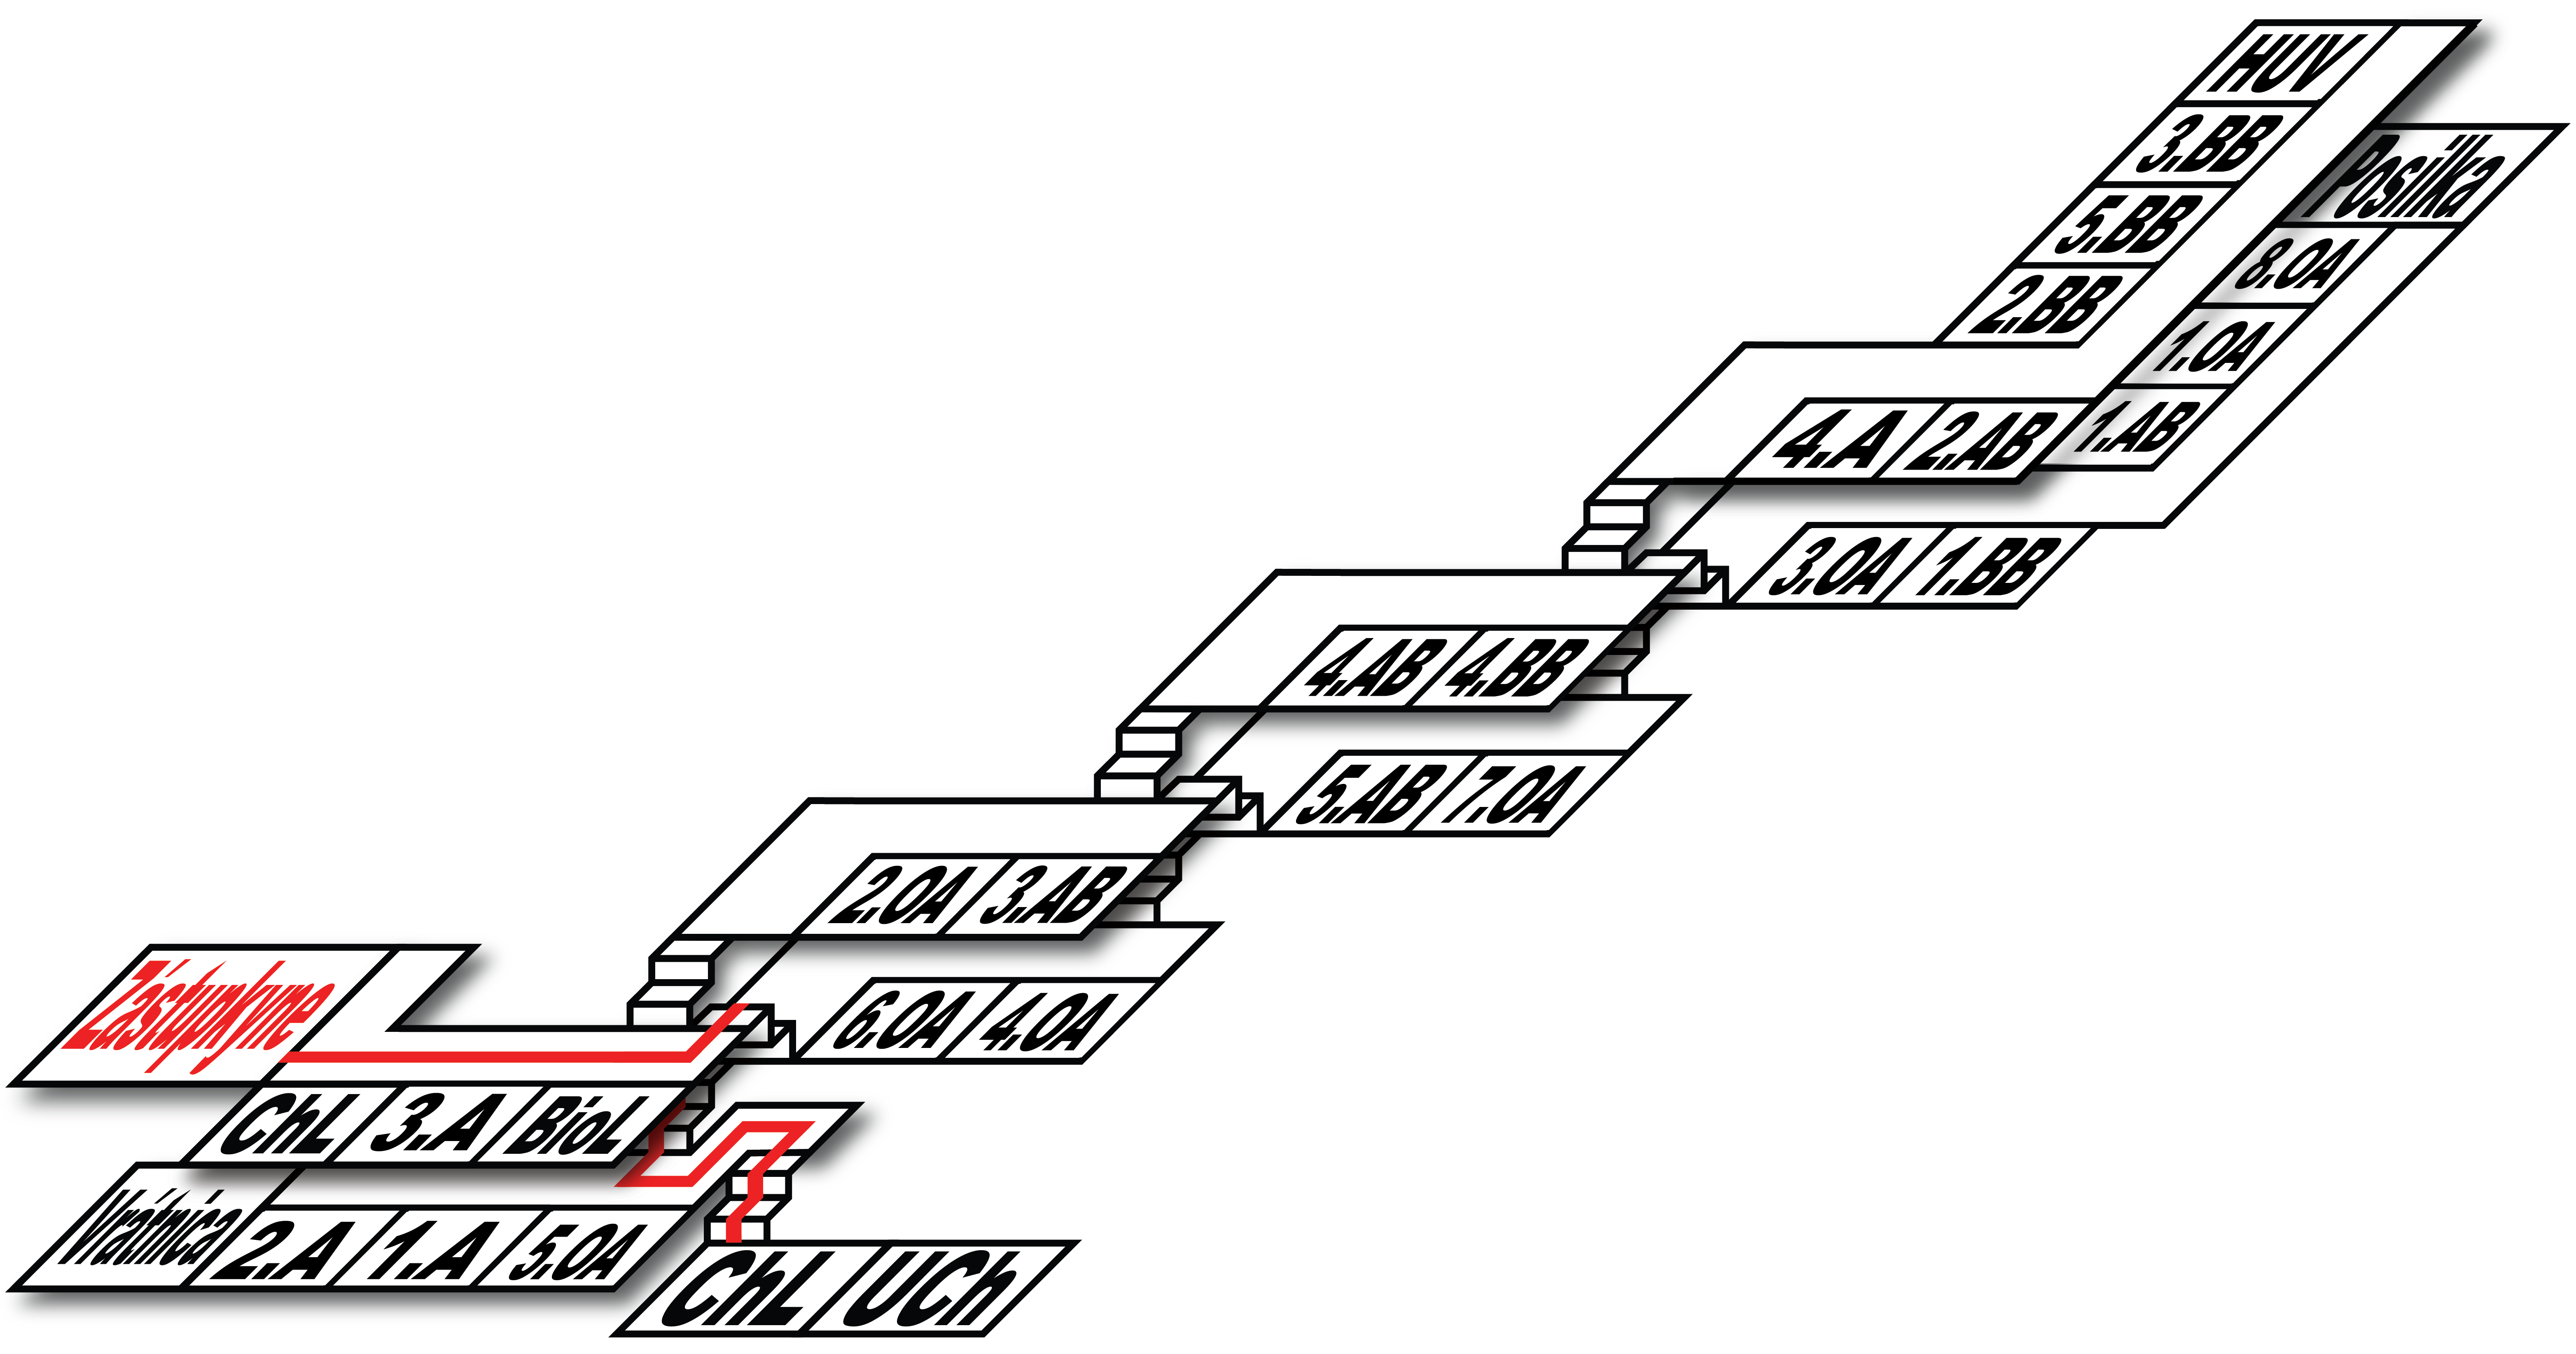 HUV
3.BB
5.BB
2.BB
4.A 2.AB
Posilka
8.OA
1.OA
1.AB
3.OA 1.BB
4.AB 4.BB
5.AB 7.OA
2.OA 3.AB
6.OA 4.OA
Zástupkyne
ChL 3.A BioL
Vrátnica 2.A 1.A 5.OA
ChL UCh